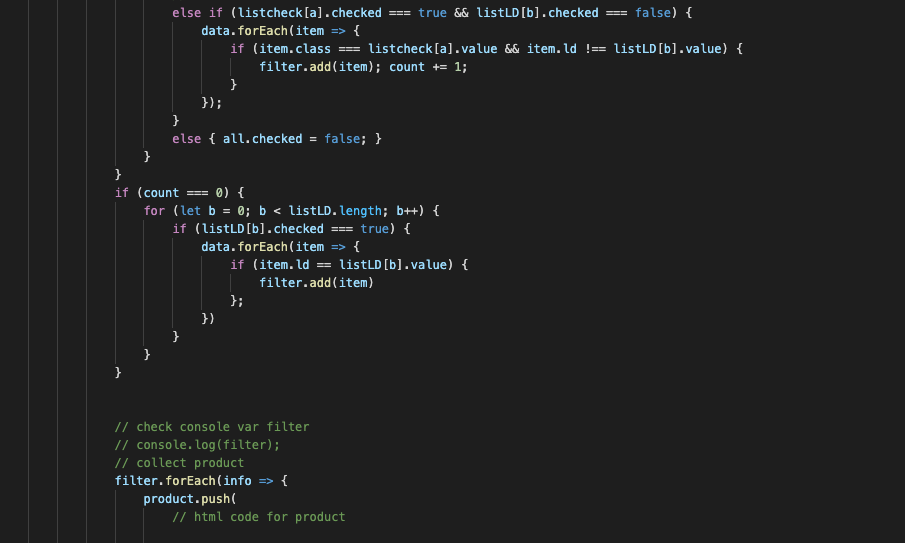 else if (listcheck[a].checked === true && listLD[b].checked === false) {
data.forEach(item => {
if (item.class === listcheck[a].value && item.ld !== listLD[b].value) {
filter.add(item); count += 1;
}
});
}
else { all.checked = false; }
}
}
if (count === 0) {
for (let b = 0; b < listLD.length; b++) {
if (listLD[b].checked === true) {
data.forEach(item => {
if (item.ld == listLD[b].value) {
filter.add(item)
};
})
}
}
}
// check console var filter
// console.log(filter);
// collect product
filter.forEach(info => {
product.push(
// html code for product